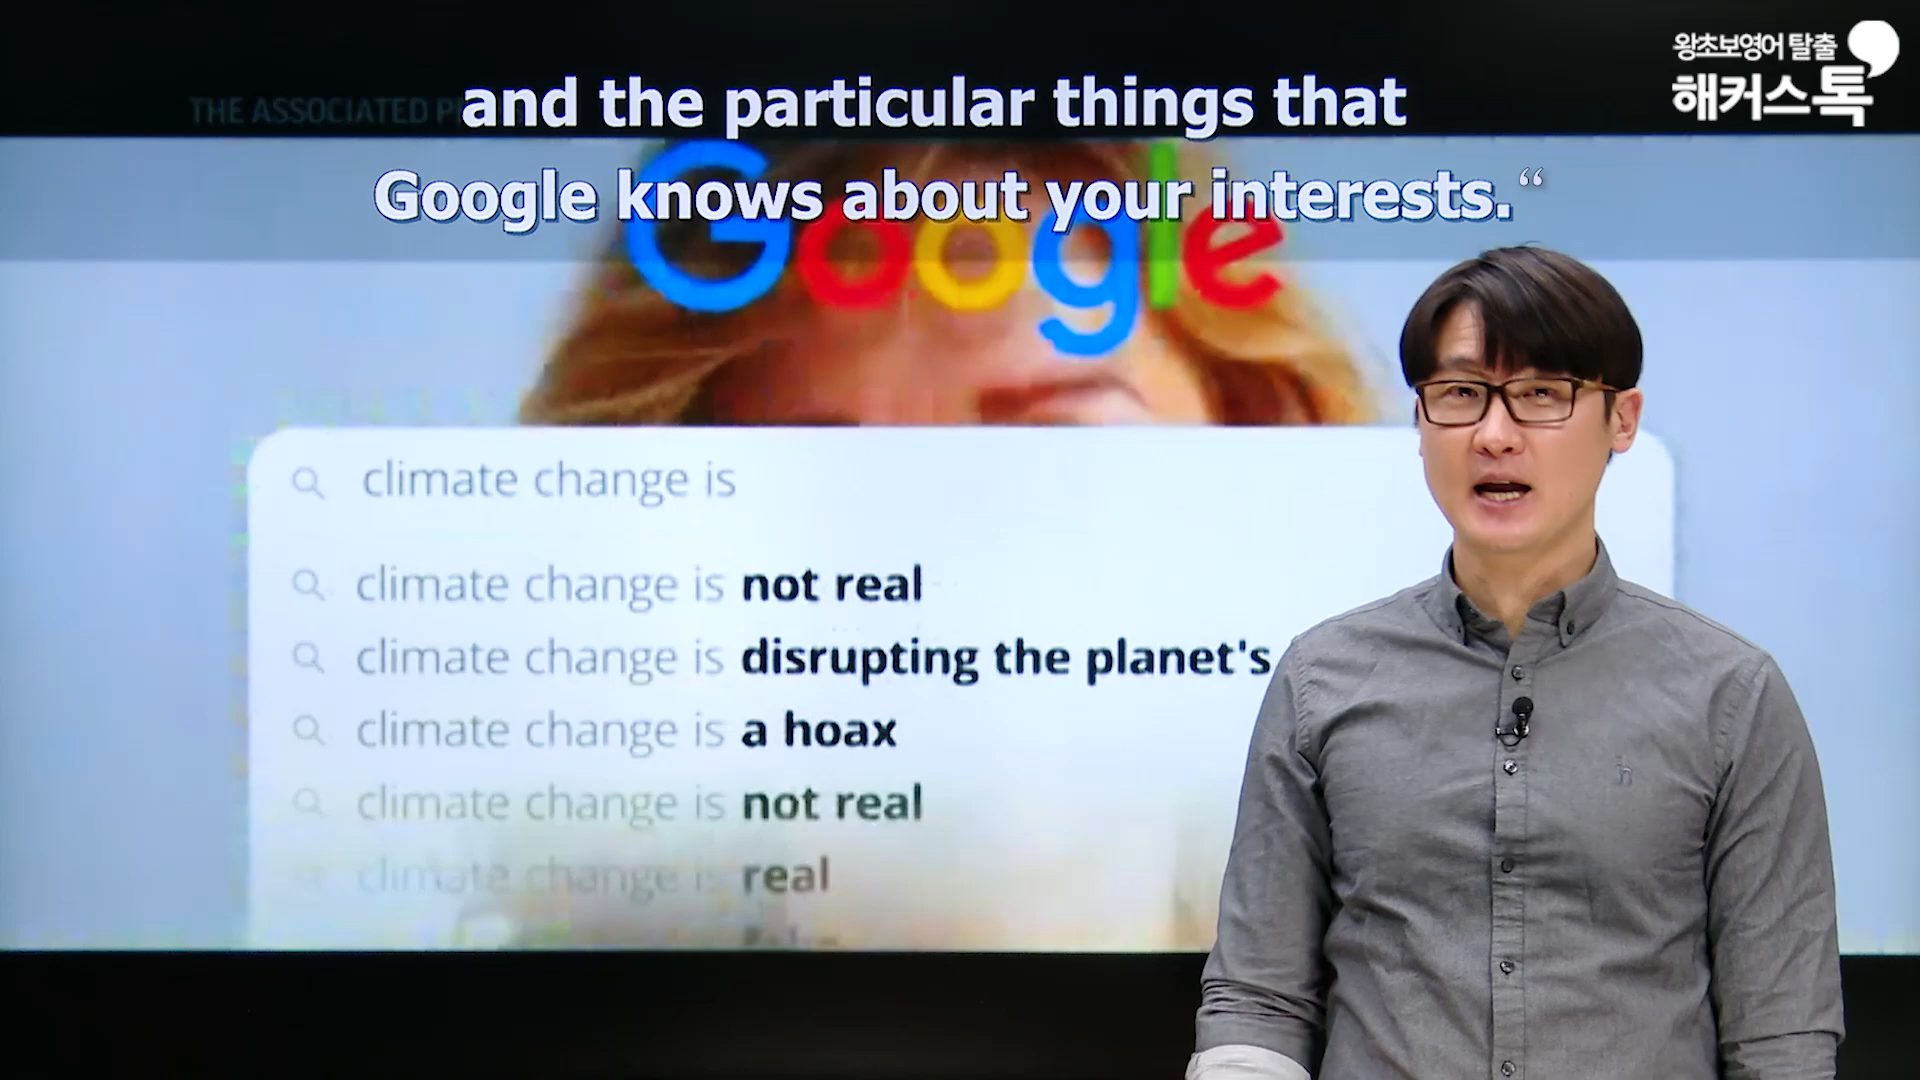 왕초보영어 탈출
해커스톡
THE ASSOCIATED
and the particular things that
Google knows about your interests.“
Google
climate change is
climate change is not real
climate change is disrupting the planet's
climate change is a hoax
climate change is not real
climate change is real